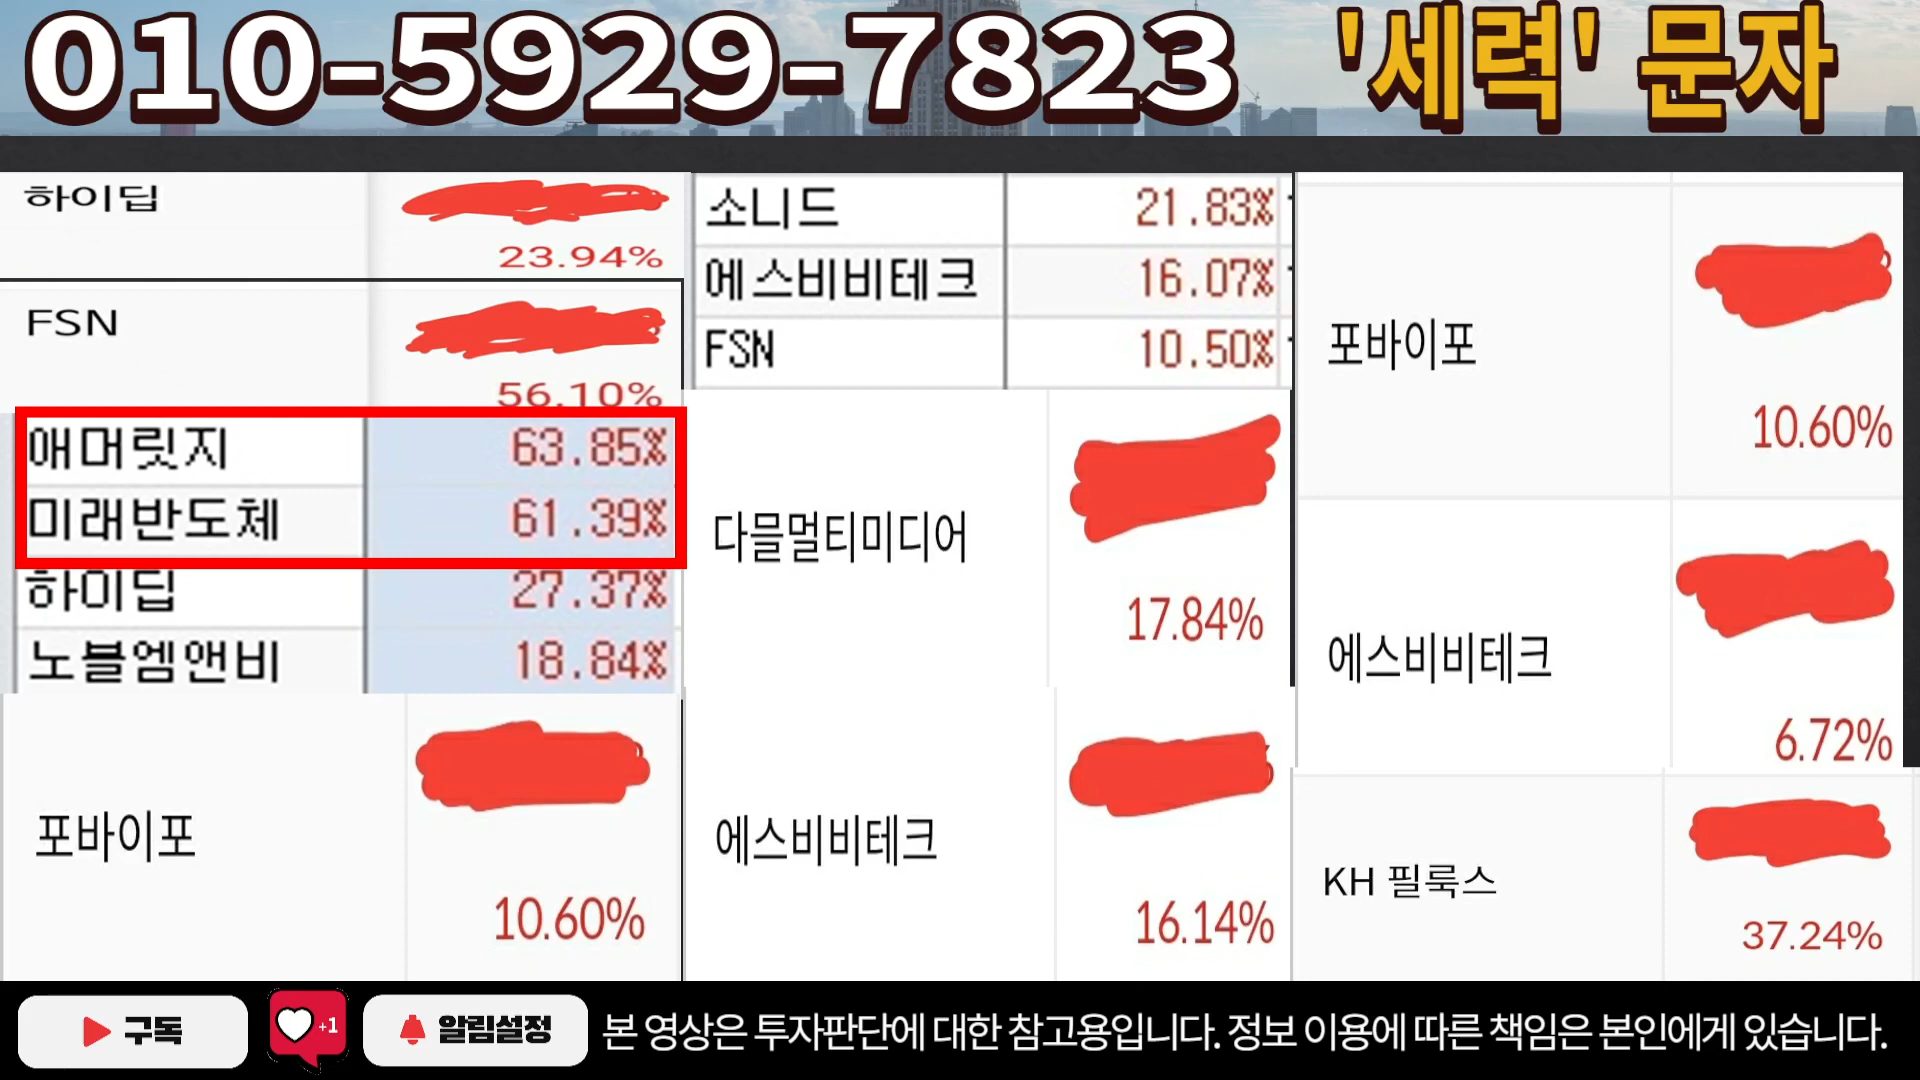 010-5929-7823 '세력' 문자
하이딥
23.94%
FSN
56.10%
애머릿지
63.85%
미래반도체
61.39%
하이딥
27.37%
노블엠앤비
18.84%
포바이포
10.60%
소니드
21.83%
에스비비테크
16.07%
FSN
10.50%
다믈멀티미디어
17.84%
에스비비테크
16.14%
포바이포
10.60%
에스비비테크
6.72%
KH 필룩스
37.24%
구독
+1
알림설정
본 영상은 투자판단에 대한 참고용입니다. 정보 이용에 따른 책임은 본인에게 있습니다.